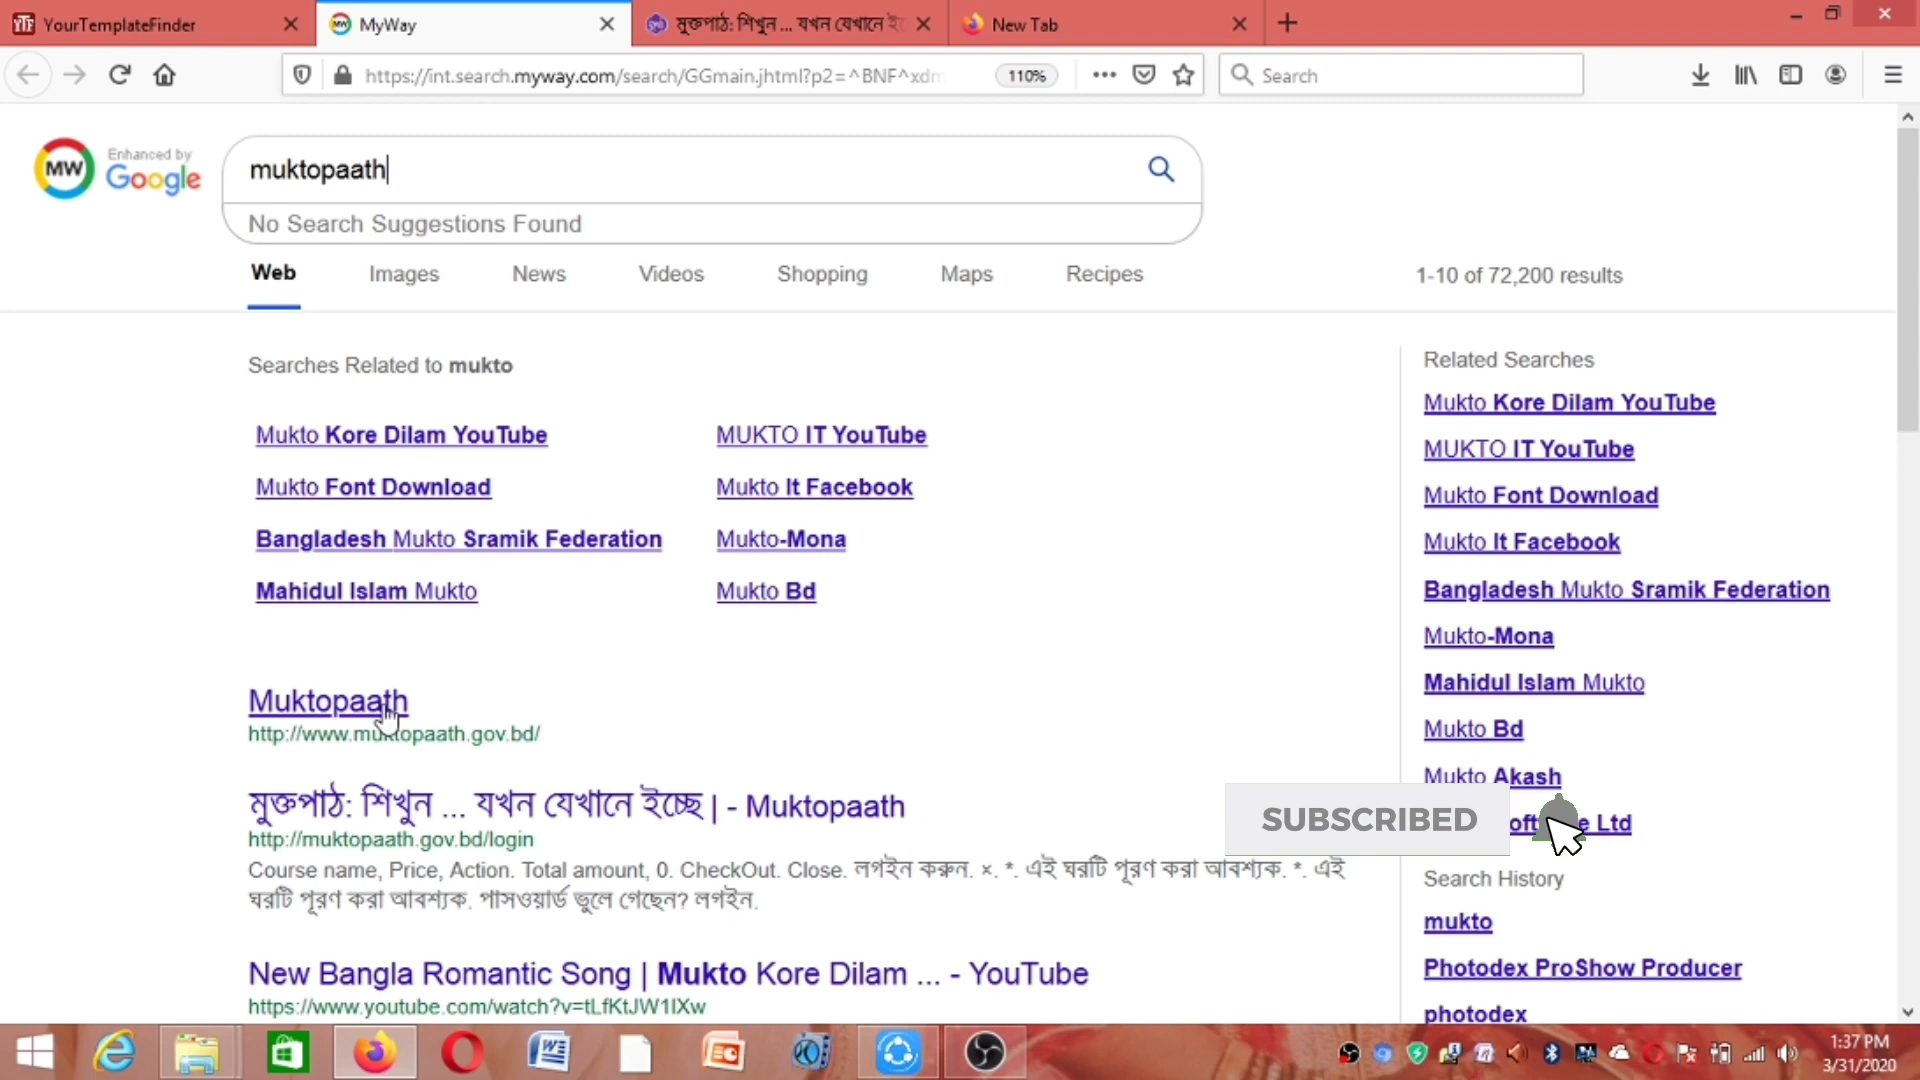 YourTemplateFinder
MyWay
মুক্তপাঠ: শিখুন ... যখন যেখানে ই
New Tab
https://int.search.myway.com/search/GGmain.jhtml?p2=^BNF^xdm
110%
Search
MW
Enhanced by
Google
muktopaath
No Search Suggestions Found
Web
Images
News
Videos
Shopping
Maps
Recipes
1-10 of 72,200 results
Searches Related to mukto
Mukto Kore Dilam YouTube
MUKTO IT YouTube
Mukto Font Download
Mukto It Facebook
Bangladesh Mukto Sramik Federation
Mukto-Mona
Mahidul Islam Mukto
Mukto Bd
Muktopaath
http://www.muktopaath.gov.bd/
মুক্তপাঠ: শিখুন ... যখন যেখানে ইচ্ছে | - Muktopaath
http://muktopaath.gov.bd/login
Course name, Price, Action. Total amount, 0. CheckOut. Close. লগইন করুন. ×. *. এই ঘরটি পূরণ করা আবশ্যক. *. এই
ঘরটি পূরণ করা আবশ্যক. পাসওয়ার্ড ভুলে গেছেন? লগইন.
New Bangla Romantic Song | Mukto Kore Dilam ... - YouTube
https://www.youtube.com/watch?v=tLfKtJW1IXw
Related Searches
Mukto Kore Dilam YouTube
MUKTO IT YouTube
Mukto Font Download
Mukto It Facebook
Bangladesh Mukto Sramik Federation
Mukto-Mona
Mahidul Islam Mukto
Mukto Bd
Mukto Akash
Ltd
SUBSCRIBED
Search History
mukto
Photodex ProShow Producer
photodex
1:37 PM
3/31/2020